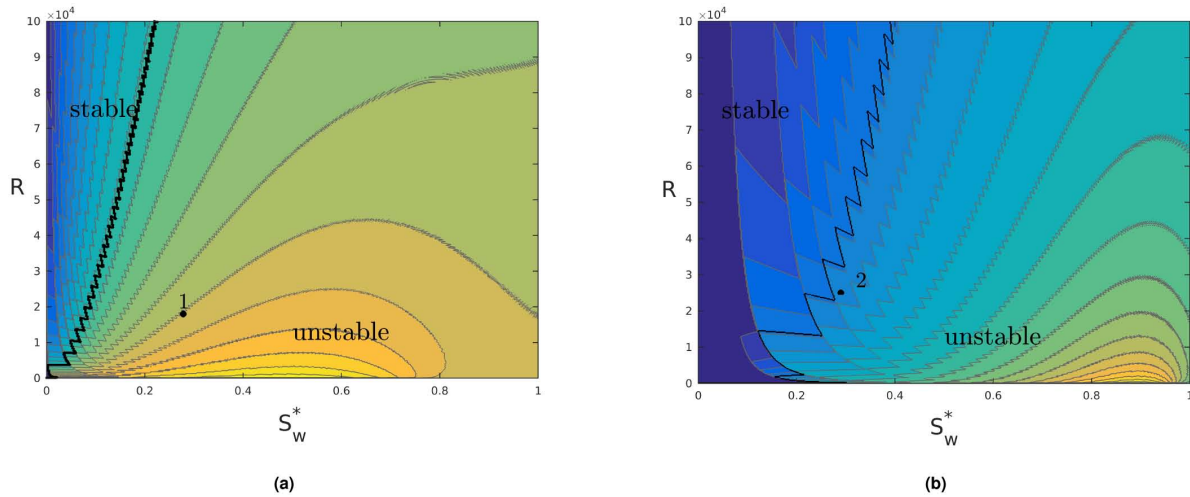 ×10⁴ ×10⁴
10 10
9 9
8 8
stable stable
7 7
6 6
R R
5 5
4 4
3 3
1 2
2 2
unstable unstable
1 1
0 0
0 0.2 0.4 0.6 0.8 1 0 0.2 0.4 0.6 0.8 1
S*w S*w
(a) (b)